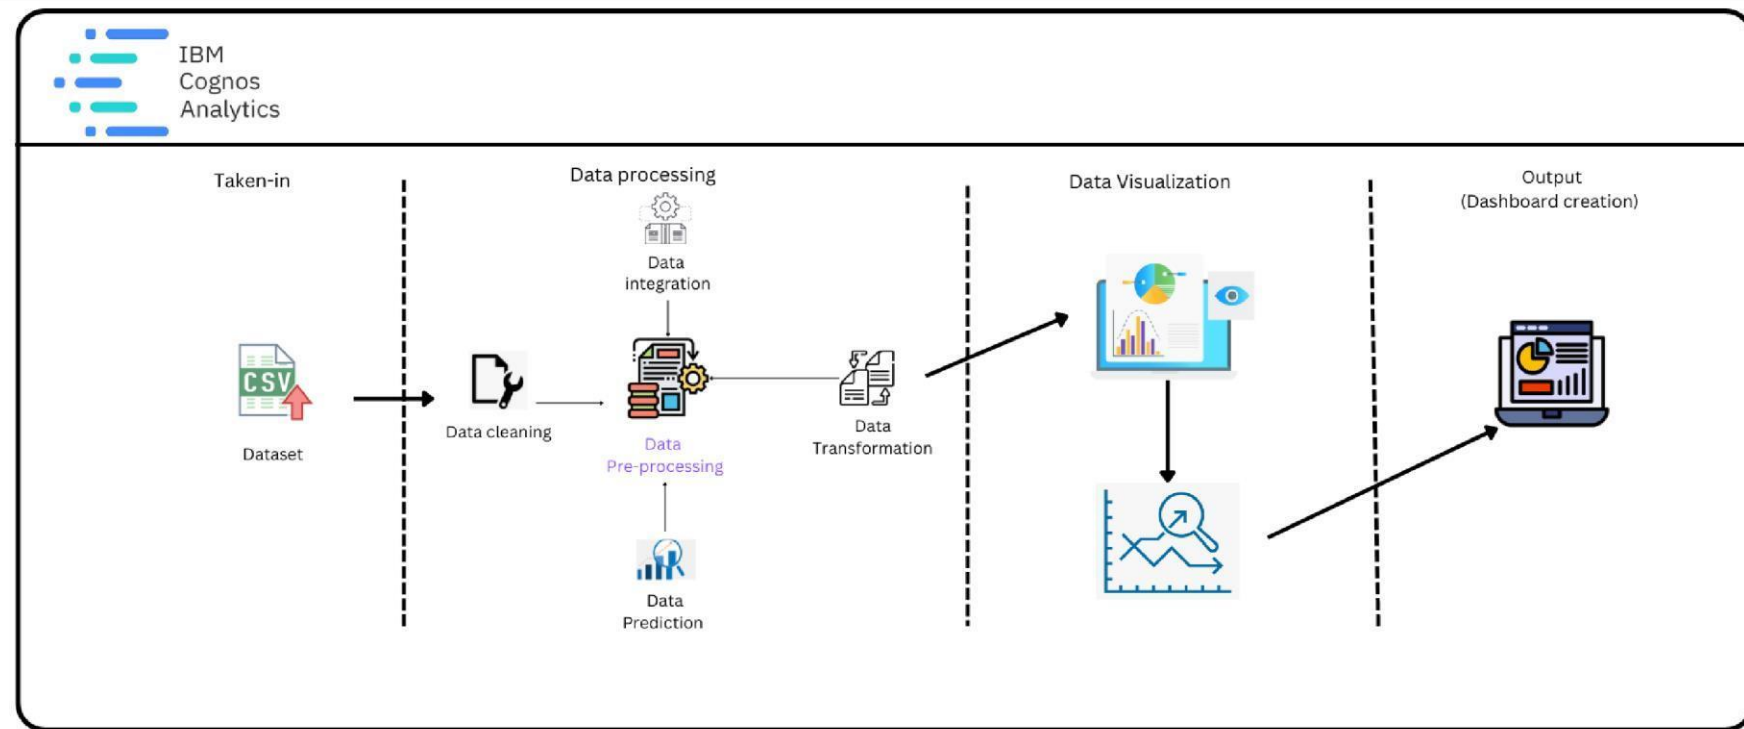 IBM
Cognos
Analytics
Taken-in
Data processing
Data Visualization
Output
(Dashboard creation)
Data
integration
CSV
Dataset
Data cleaning
Data
Pre-processing
Data
Transformation
Data
Prediction